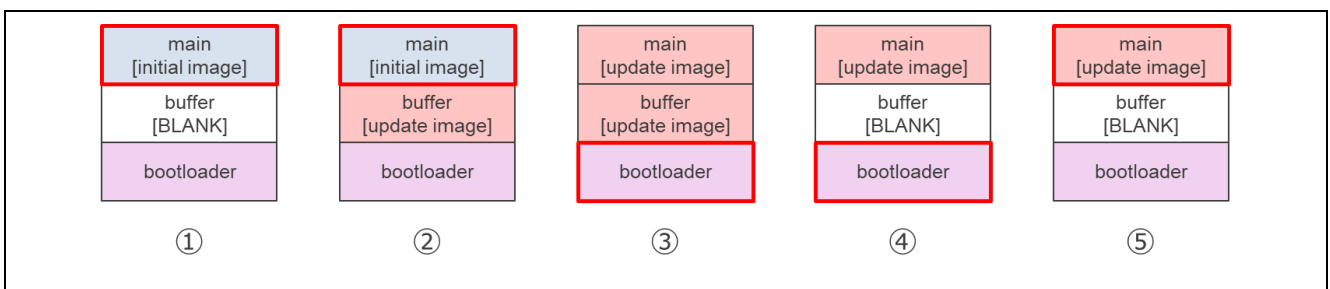 main
[initial image]
buffer
[BLANK]
bootloader
①
main
[initial image]
buffer
[update image]
bootloader
②
main
[update image]
buffer
[update image]
bootloader
③
main
[update image]
buffer
[BLANK]
bootloader
④
main
[update image]
buffer
[BLANK]
bootloader
⑤